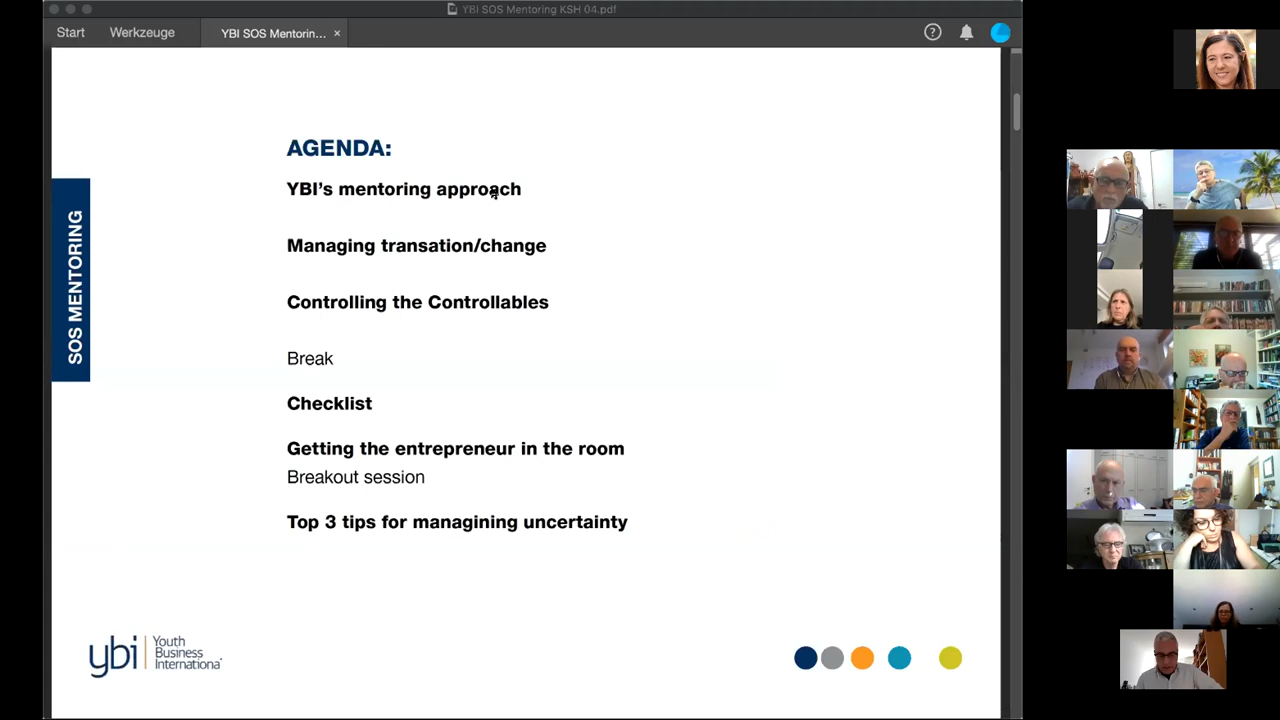 YBI SOS Mentoring KSH 04.pdf
Start
Werkzeuge
YBI SOS Mentorin... ×
?
AGENDA:
YBI's mentoring approach
Managing transation/change
Controlling the Controllables
Break
Checklist
Getting the entrepreneur in the room
Breakout session
Top 3 tips for managining uncertainty
SOS MENTORING
ybi
Youth
Business
International